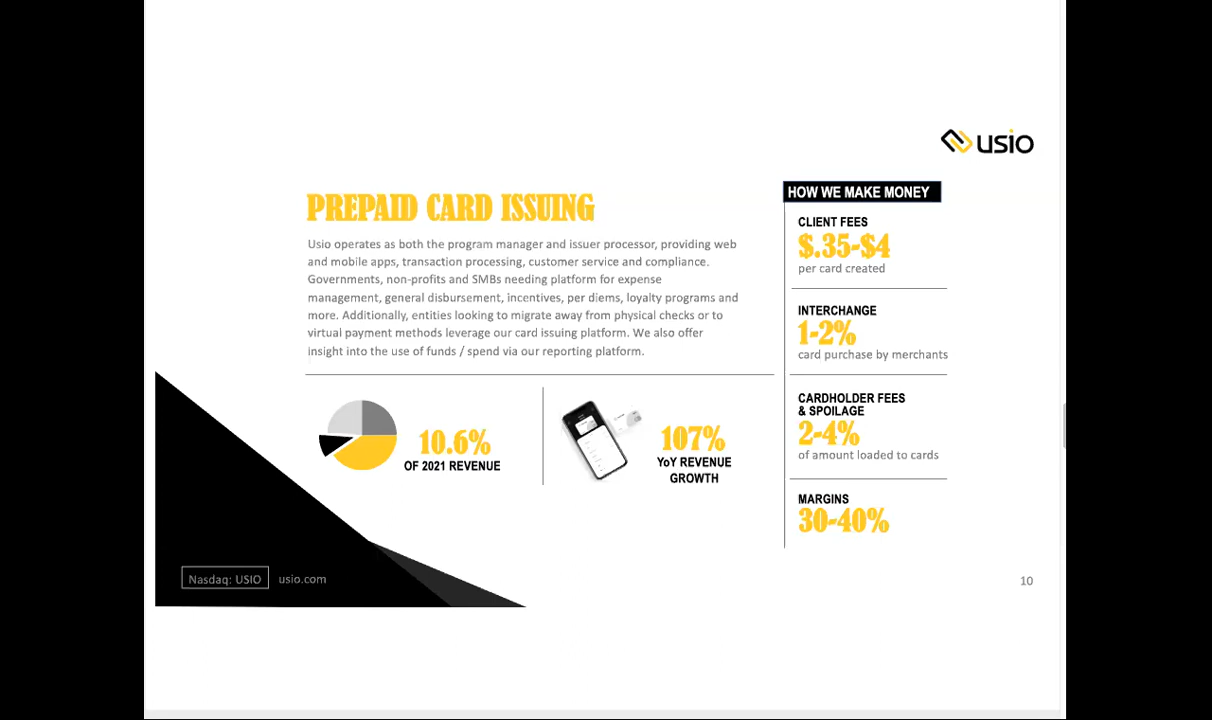 usio
PREPAID CARD ISSUING
Usio operates as both the program manager and issuer processor, providing web
and mobile apps, transaction processing, customer service and compliance.
Governments, non-profits and SMBs needing platform for expense
management, general disbursement, incentives, per diems, loyalty programs and
more. Additionally, entities looking to migrate away from physical checks or to
virtual payment methods leverage our card issuing platform. We also offer
insight into the use of funds / spend via our reporting platform.
10.6%
OF 2021 REVENUE
107%
YoY REVENUE
GROWTH
HOW WE MAKE MONEY
CLIENT FEES
$.35-$4
per card created
INTERCHANGE
1-2%
card purchase by merchants
CARDHOLDER FEES
& SPOILAGE
2-4%
of amount loaded to cards
MARGINS
30-40%
Nasdaq: USIO usio.com
10